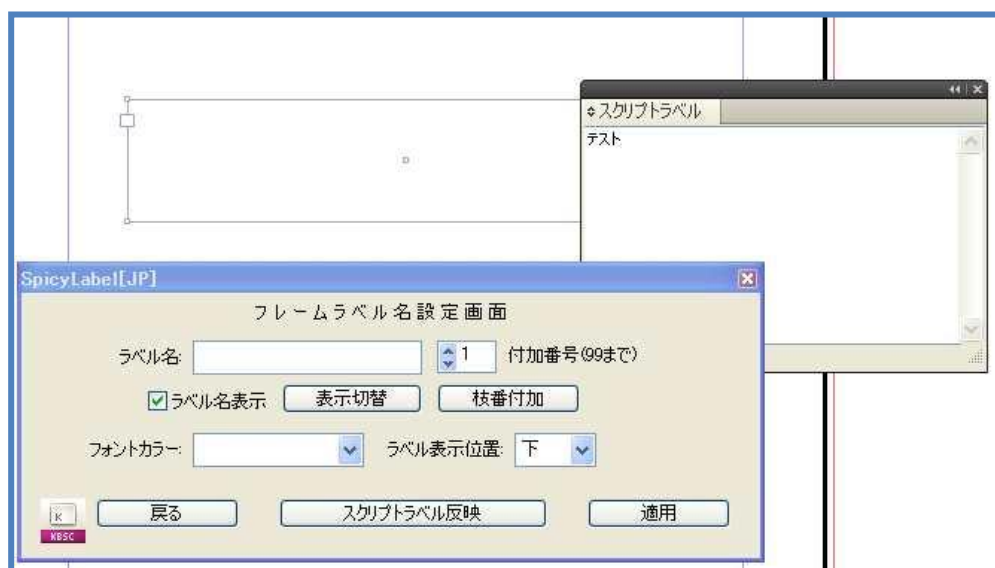 スクリプトラベル
テスト
SpicyLabel[JP]
フレームラベル名設定画面
ラベル名:
1
付加番号(99まで)
ラベル名表示
表示切替
枝番付加
フォントカラー:
ラベル表示位置:
下
K
KBSC
戻る
スクリプトラベル反映
適用